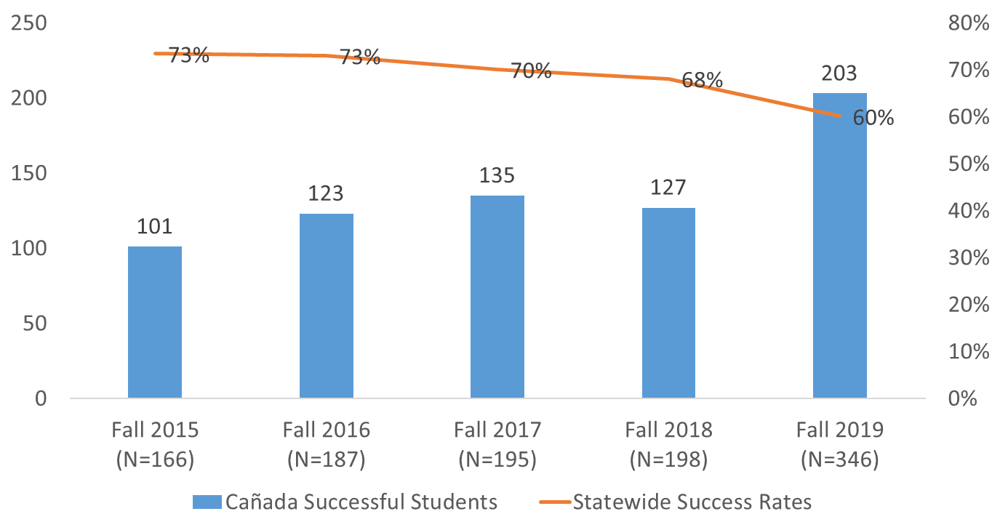 250
200
150
100
50
0
80%
70%
60%
50%
40%
30%
20%
10%
0%
73%
73%
70%
68%
60%
101
123
135
127
203
Fall 2015
(N=166)
Fall 2016
(N=187)
Fall 2017
(N=195)
Fall 2018
(N=198)
Fall 2019
(N=346)
Cañada Successful Students
Statewide Success Rates